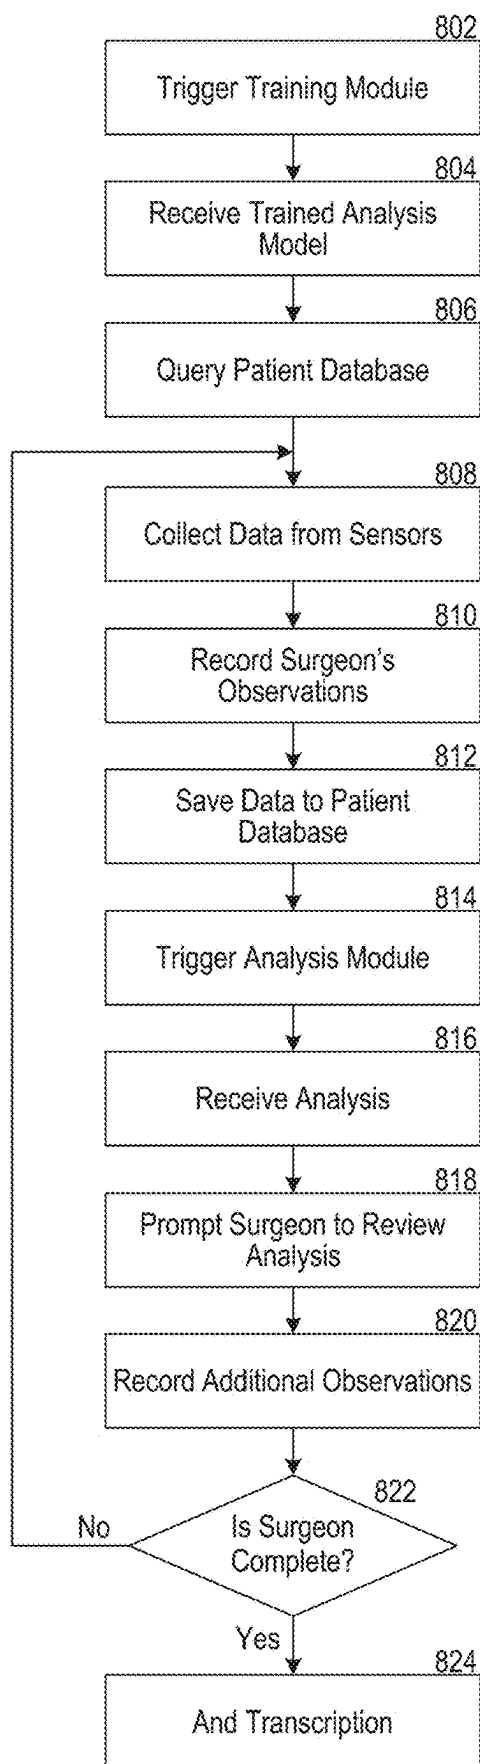 802
Trigger Training Module
804
Receive Trained Analysis
Model
806
Query Patient Database
808
Collect Data from Sensors
810
Record Surgeon's
Observations
812
Save Data to Patient
Database
814
Trigger Analysis Module
816
Receive Analysis
818
Prompt Surgeon to Review
Analysis
820
Record Additional Observations
822
Is Surgeon
Complete?
No
Yes
824
And Transcription